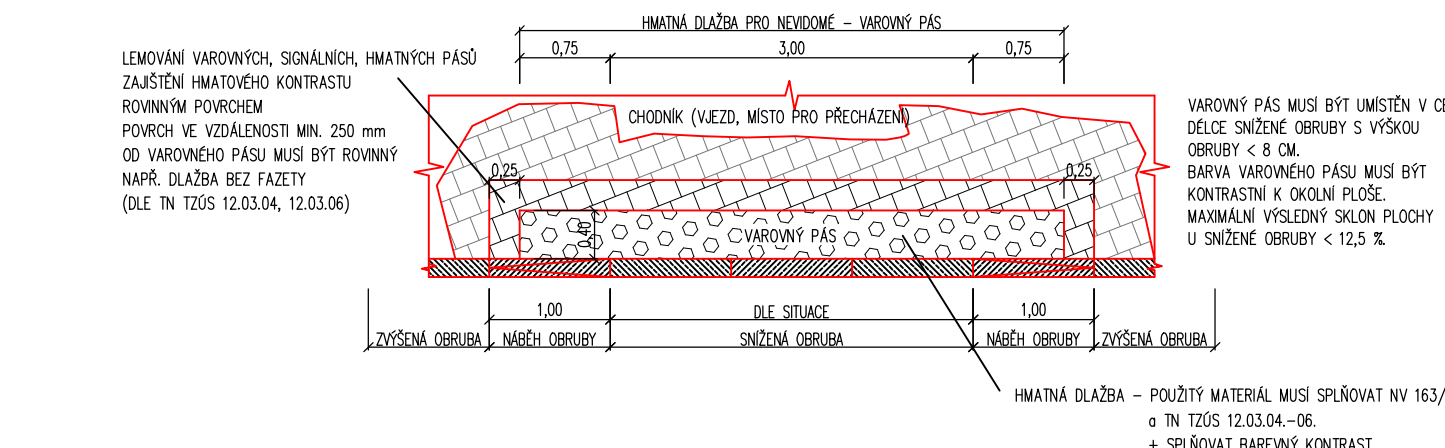 HMATNÁ DLAŽBA PRO NEVIDOMÉ – VAROVNÝ PÁS
0,75
3,00
0,75
LEMOVÁNÍ VAROVNÝCH, SIGNÁLNÍCH, HMATNÝCH PÁSŮ
ZAJIŠTĚNÍ HMATOVÉHO KONTRASTU
ROVINNÝM POVRCHEM
POVRCH VE VZDÁLENOSTI MIN. 250 mm
OD VAROVNÉHO PÁSU MUSÍ BÝT ROVINNÝ
NAPŘ. DLAŽBA BEZ FAZETY
(DLE TN TZÚS 12.03.04, 12.03.06)
CHODNÍK (VJEZD, MÍSTO PRO PŘECHÁZENÍ)
VAROVNÝ PÁS MUSÍ BÝT UMÍSTĚN V
DÉLCE SNÍŽENÉ OBRUBY S VÝŠKOU
OBRUBY < 8 CM.
BARVA VAROVNÉHO PÁSU MUSÍ BÝT
KONTRASTNÍ K OKOLNÍ PLOŠE.
MAXIMÁLNÍ VÝSLEDNÝ SKLON PLOCHY
U SNÍŽENÉ OBRUBY < 12,5 %.
0,25
0,25
0,40
VAROVNÝ PÁS
1,00
DLE SITUACE
1,00
ZVÝŠENÁ OBRUBA
NÁBĚH OBRUBY
SNÍŽENÁ OBRUBA
NÁBĚH OBRUBY
ZVÝŠENÁ OBRUBA
HMATNÁ DLAŽBA – POUŽITÝ MATERIÁL MUSÍ SPLŇOVAT NV 163/
a TN TZÚS 12.03.04.–06.
+ SPLŇOVAT BAREVNÝ KONTRAST